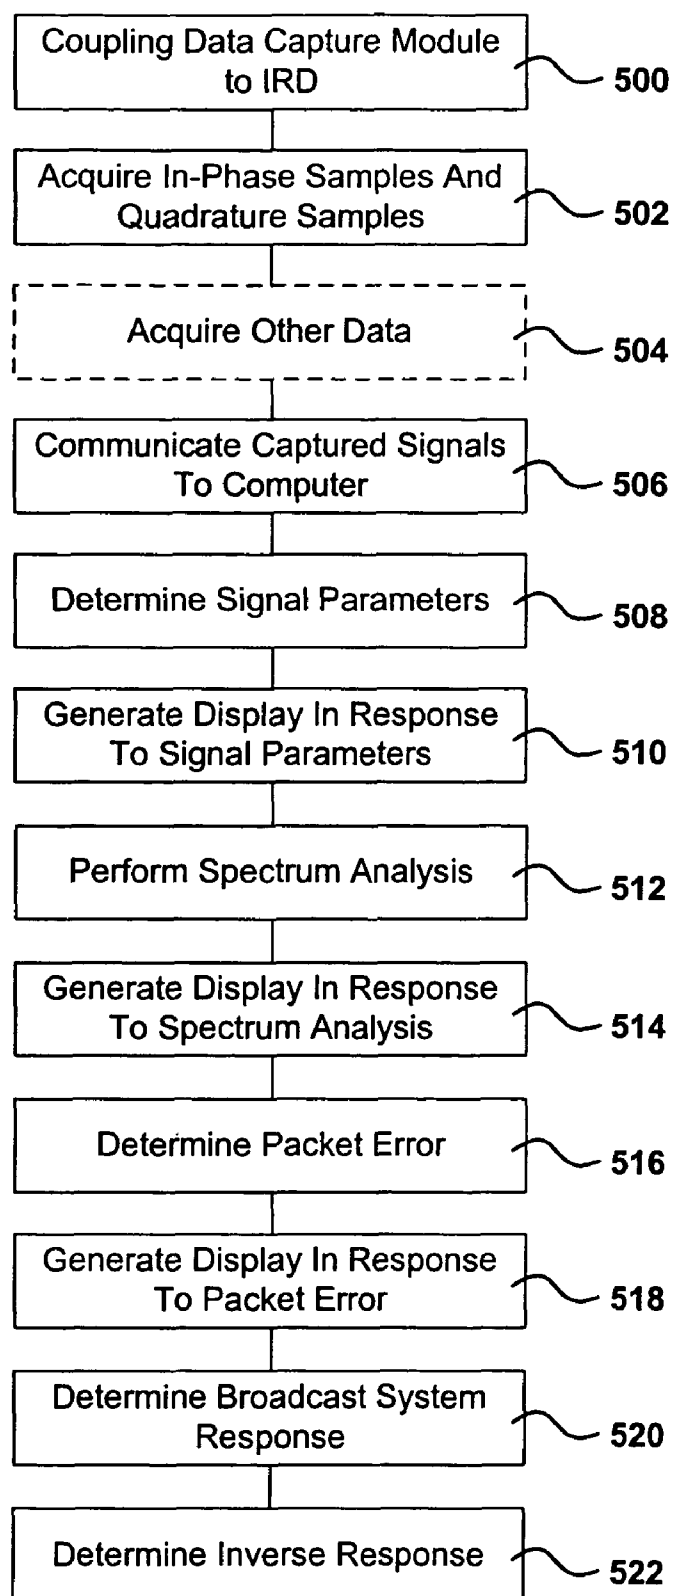 Coupling Data Capture Module
to IRD
500
Acquire In-Phase Samples And
Quadrature Samples
502
Acquire Other Data
504
Communicate Captured Signals
To Computer
506
Determine Signal Parameters
508
Generate Display In Response
To Signal Parameters
510
Perform Spectrum Analysis
512
Generate Display In Response
To Spectrum Analysis
514
Determine Packet Error
516
Generate Display In Response
To Packet Error
518
Determine Broadcast System
Response
520
Determine Inverse Response
522